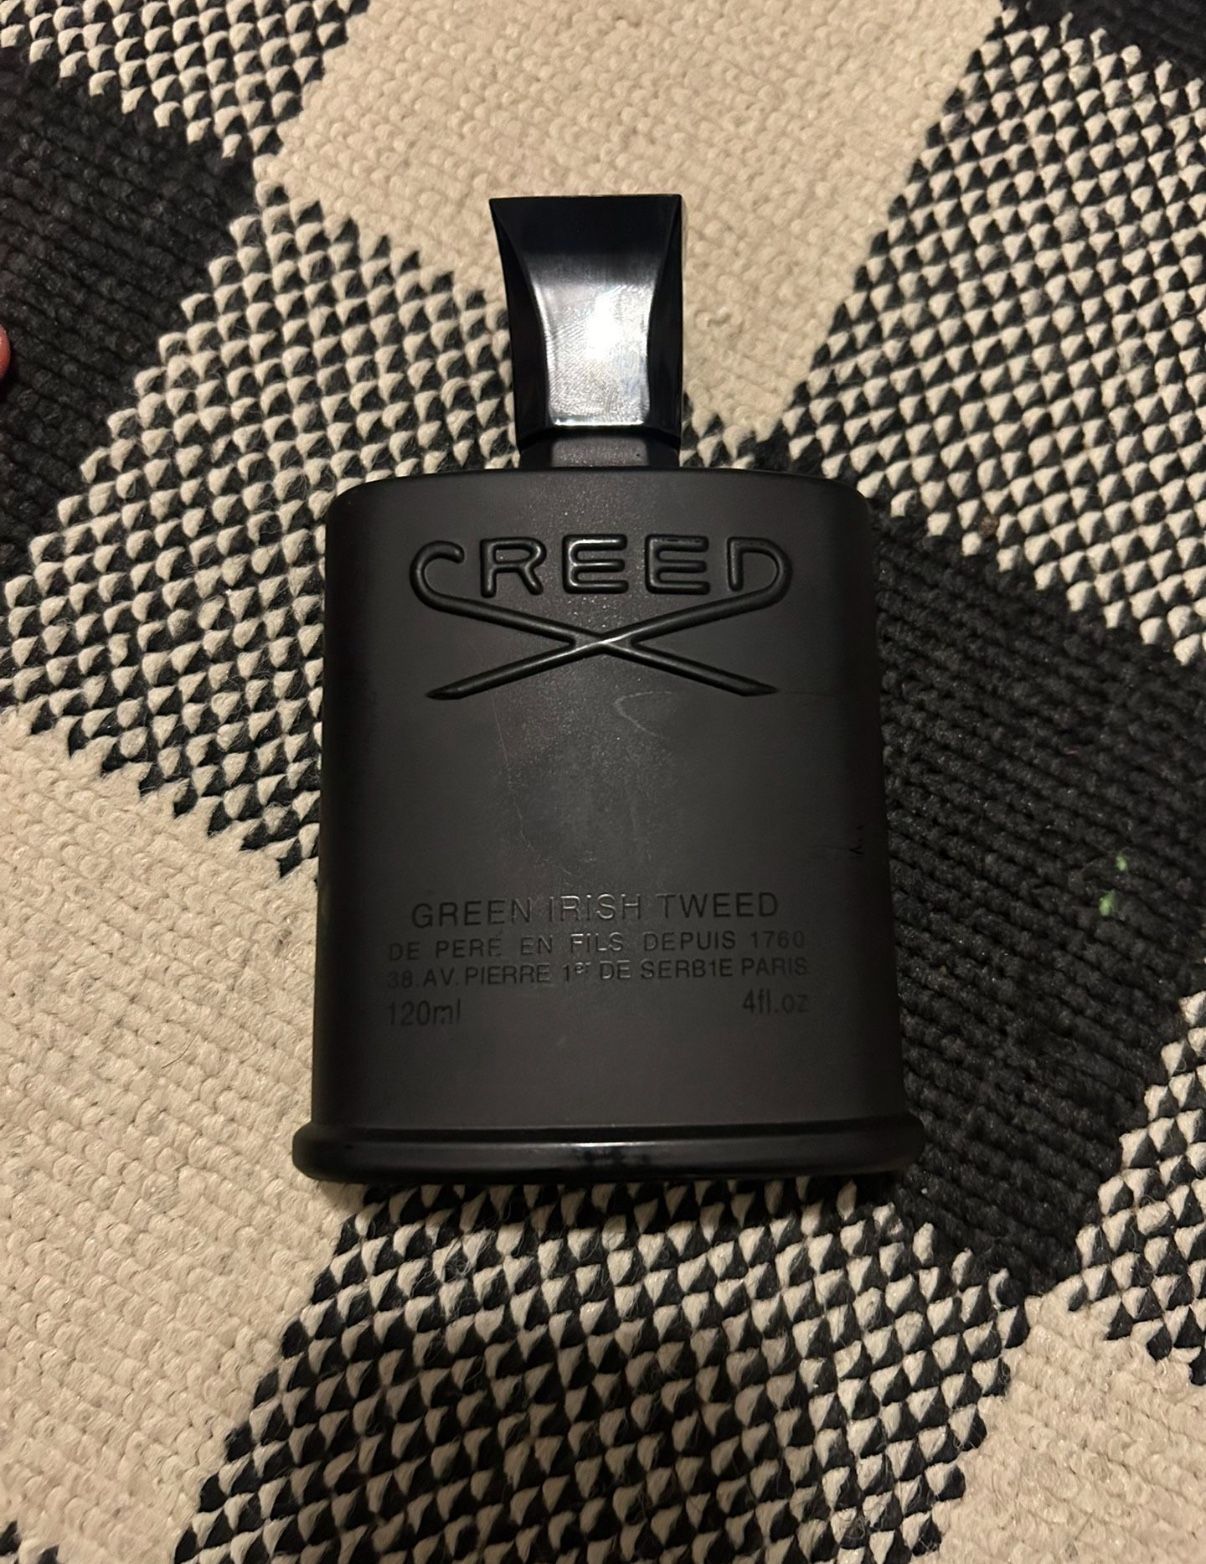 CREED
GREEN IRISH TWEED
DE PERE EN FILS DEPUIS 1760
38 AV. PIERRE 1er DE SERB1E PARIS
120ml 4fl.oz